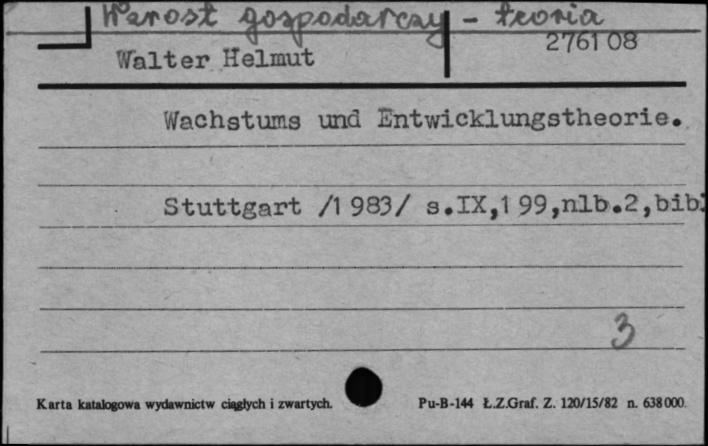 Wzrost gospodarczy - teoria
276108
Walter Helmut
Wachstums und Entwicklungstheorie.
Stuttgart /1983/ s.IX,199,nlb.2,bibl
3
Karta katalogowa wydawnictw ciągłych i zwartych. Pu-B-144 Ł.Z.Graf. Z. 120/15/82 n. 638000.